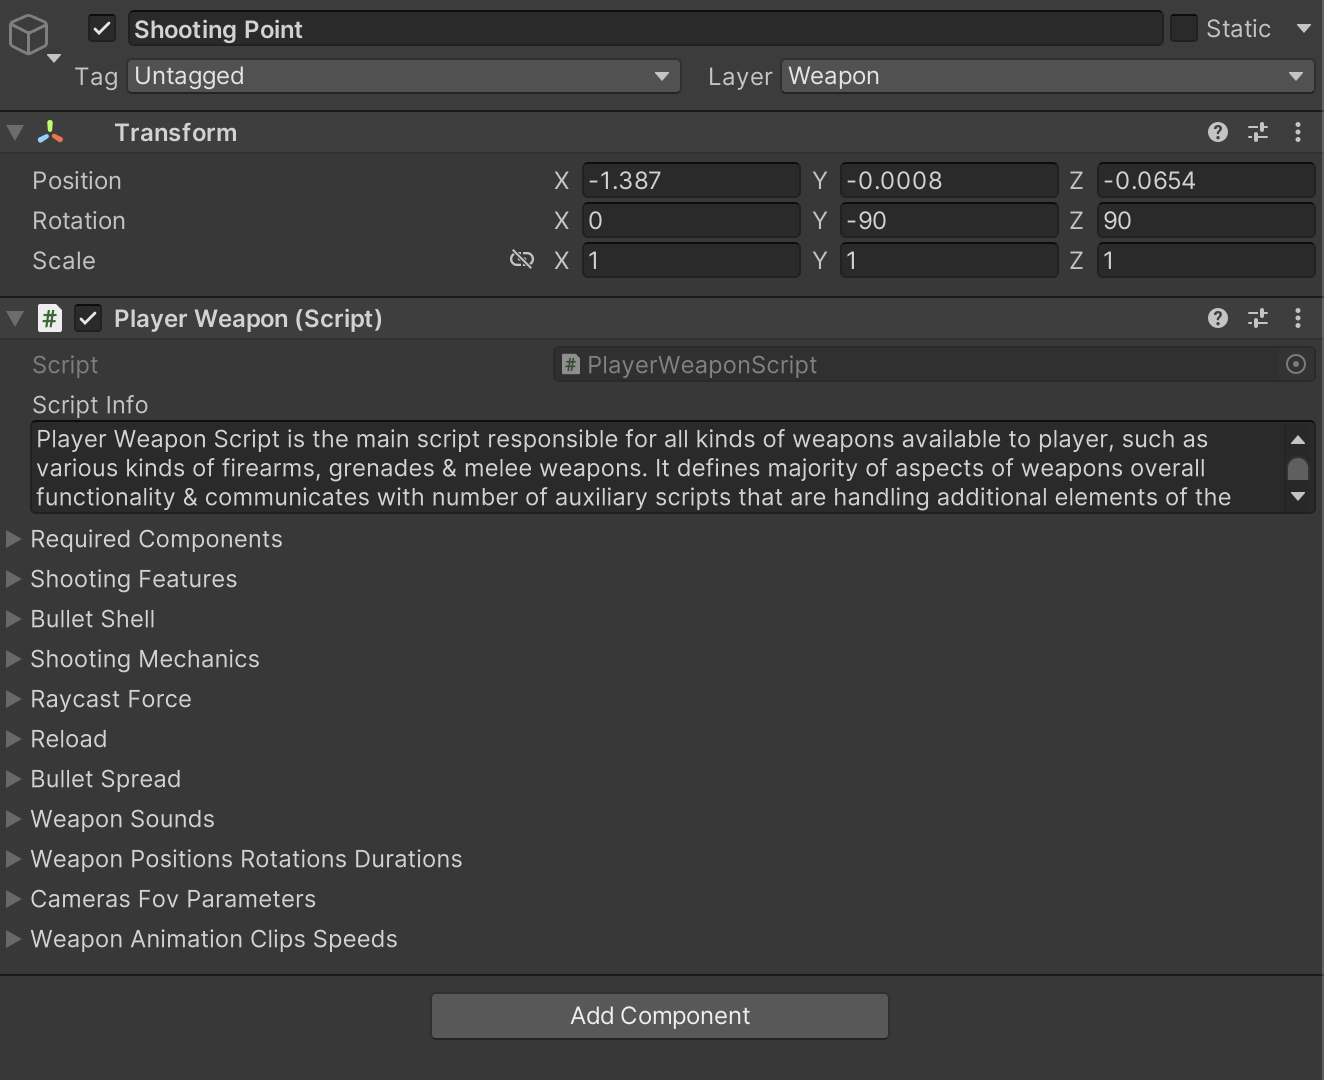 Shooting Point
Static
Tag Untagged Layer Weapon
Transform
Position X -1.387 Y -0.0008 Z -0.0654
Rotation X 0 Y -90 Z 90
Scale X 1 Y 1 Z 1
# Player Weapon (Script)
Script # PlayerWeaponScript
Script Info
Player Weapon Script is the main script responsible for all kinds of weapons available to player, such as
various kinds of firearms, grenades & melee weapons. It defines majority of aspects of weapons overall
functionality & communicates with number of auxiliary scripts that are handling additional elements of the
Required Components
Shooting Features
Bullet Shell
Shooting Mechanics
Raycast Force
Reload
Bullet Spread
Weapon Sounds
Weapon Positions Rotations Durations
Cameras Fov Parameters
Weapon Animation Clips Speeds
Add Component